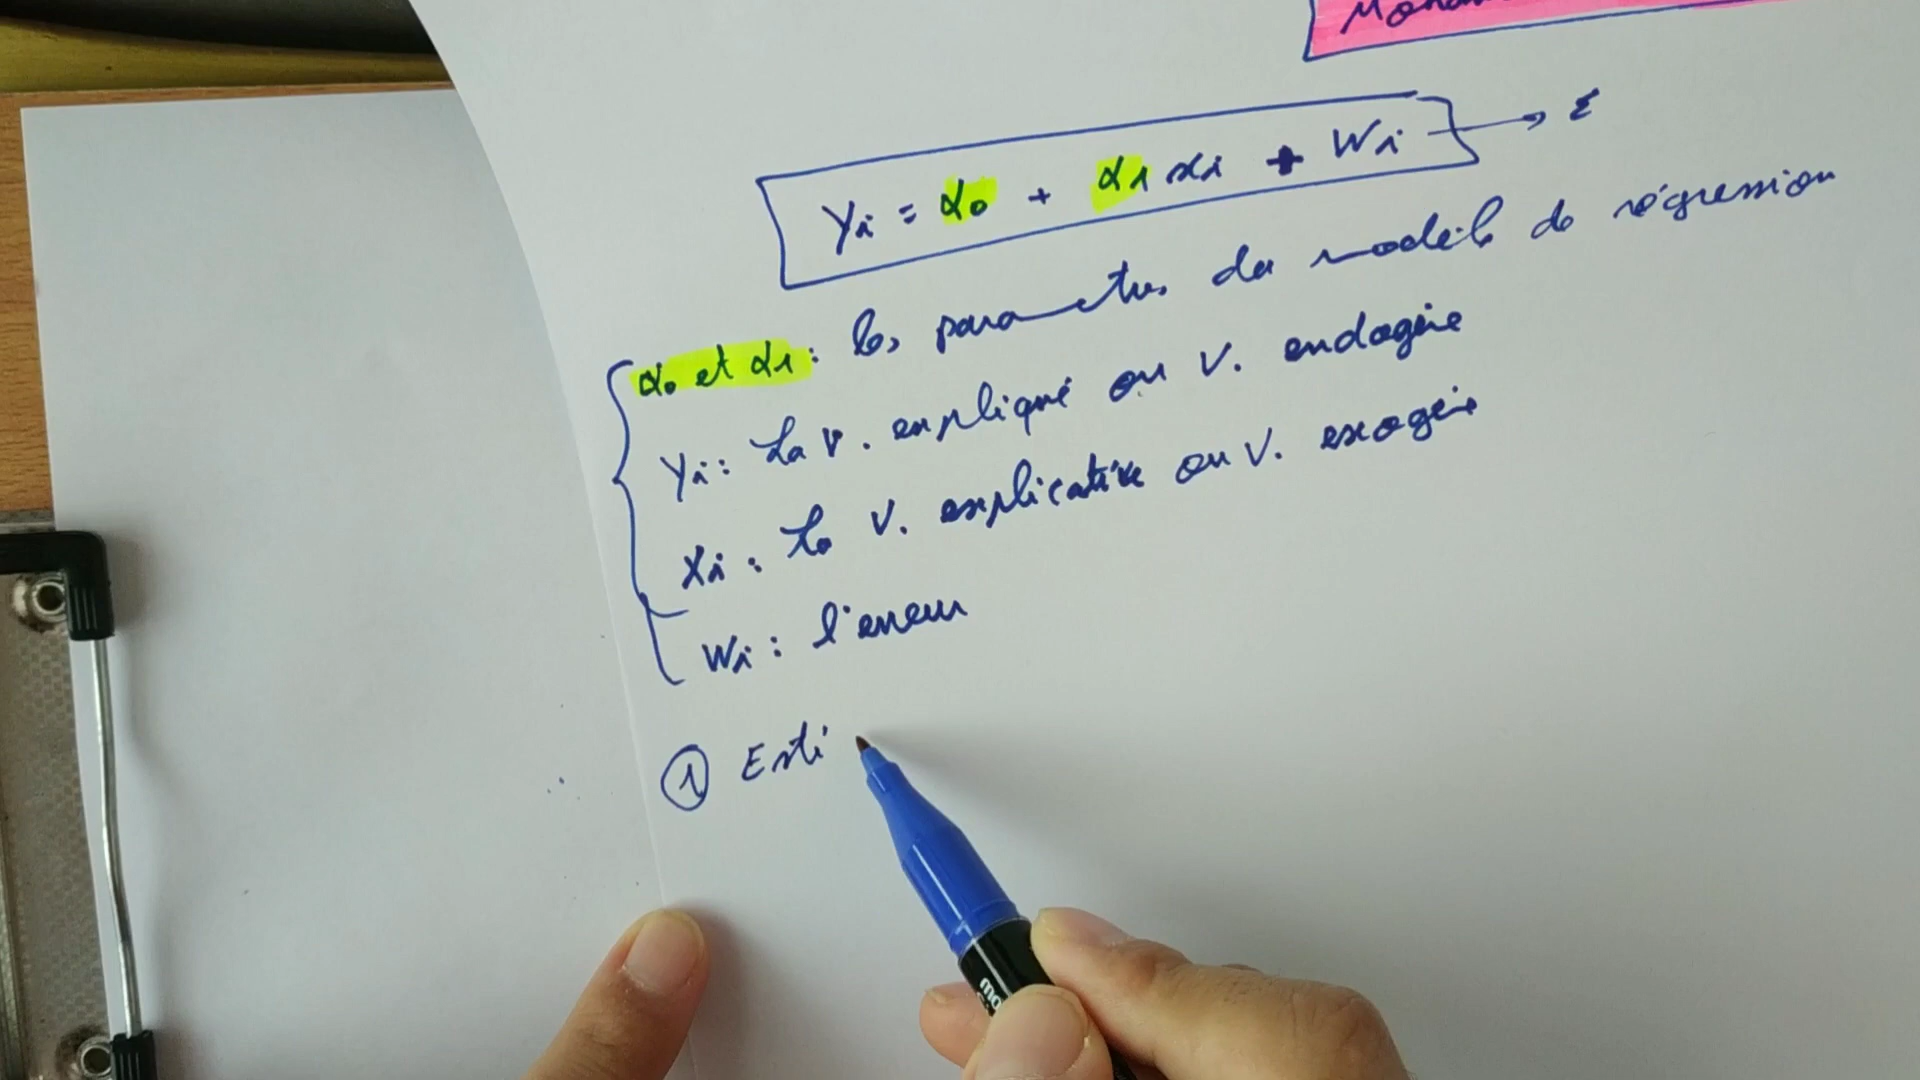 Yi = α0 + α1 xi + Wi → ε
α0 et α1 : les paramètres du modèle de régression
Yi : La v. expliqué ou V. endogène
Xi : La V. explicative ou V. exogène
Wi : l'erreur
① Esti